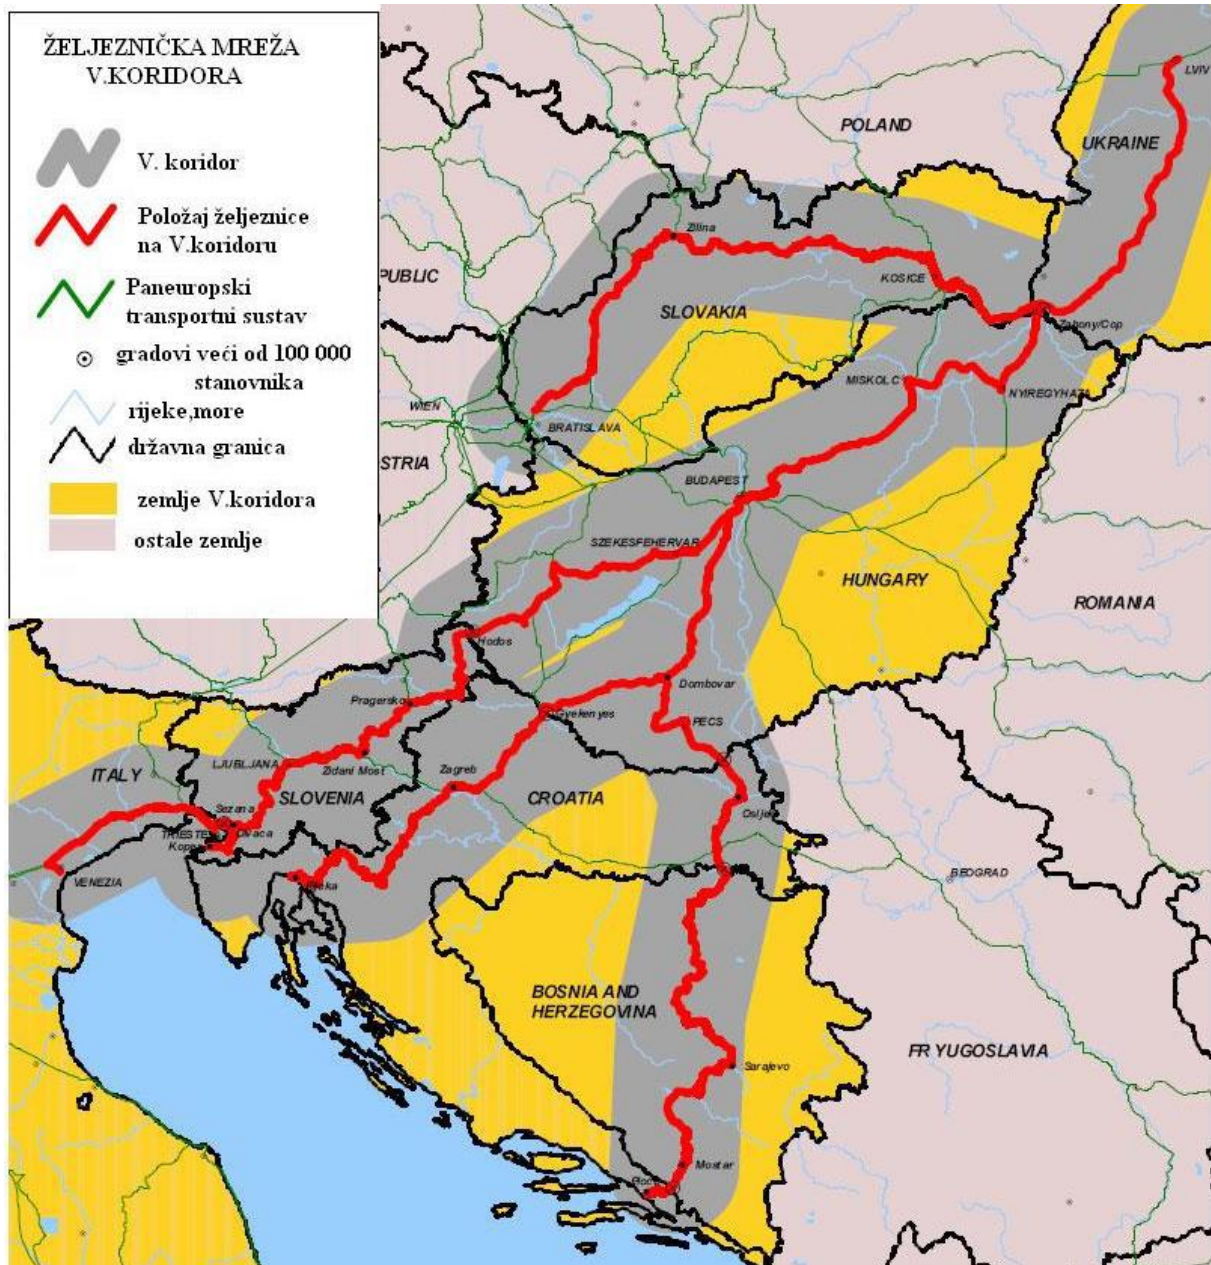 ŽELJEZNIČKA MREŽA
V.KORIDORA
V. koridor
Položaj željeznice
na V.koridoru
Paneuropski
transportni sustav
gradovi veći od 100 000
stanovnika
rijeke,more
državna granica
zemlje V.koridora
ostale zemlje
LVIV
POLAND
UKRAINE
Zilina
PUBLIC
KOSICE
SLOVAKIA
Zahony/Cop
MISKOLC
NYIREGYHAZA
WIEN
BRATISLAVA
STRIA
BUDAPEST
SZEKESFEHERVAR
HUNGARY
ROMANIA
Hodos
Dombovar
Pragersko
Gyekenyes
PECS
LJUBLJANA
Zidani Most
Zagreb
ITALY
SLOVENIA
CROATIA
Sezana
TRIESTE
VENEZIA
BEOGRAD
BOSNIA AND
HERZEGOVINA
FR YUGOSLAVIA
Sarajevo
Mostar